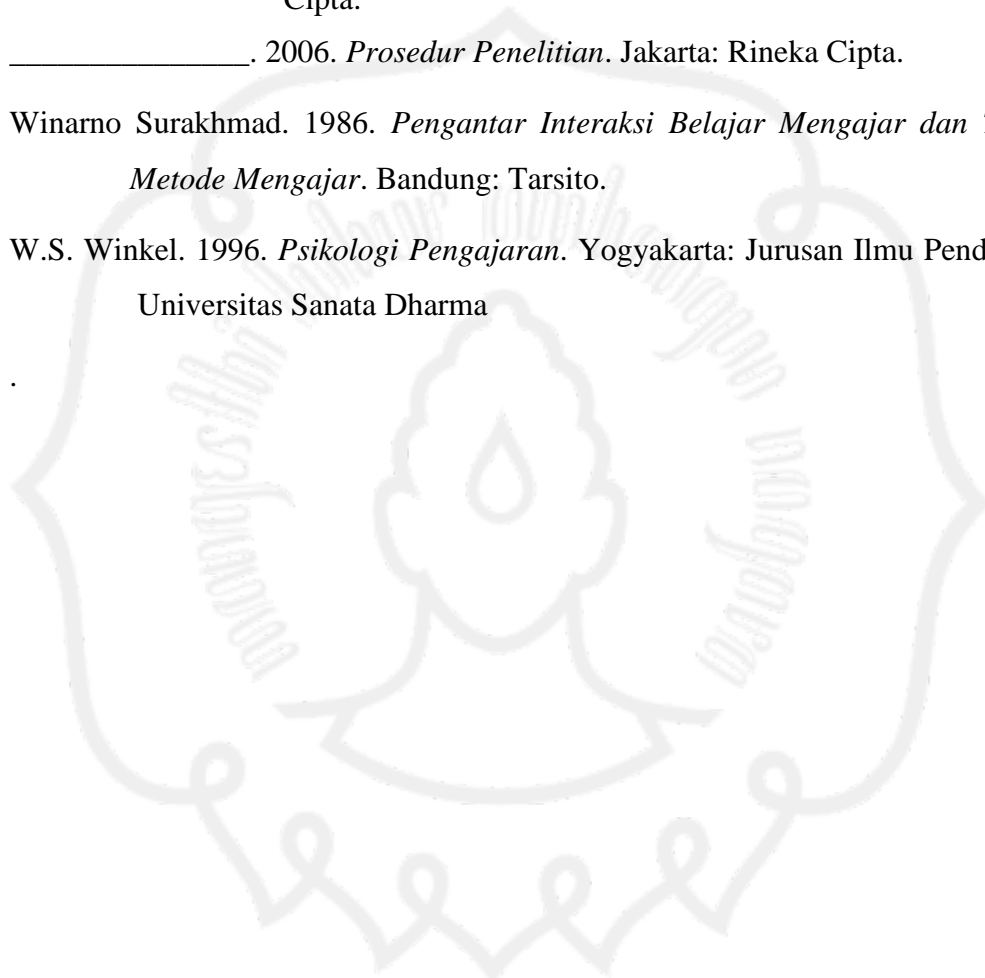 Cipta.
_______________. 2006. Prosedur Penelitian. Jakarta: Rineka Cipta.
Winarno Surakhmad. 1986. Pengantar Interaksi Belajar Mengajar dan
Metode Mengajar. Bandung: Tarsito.
W.S. Winkel. 1996. Psikologi Pengajaran. Yogyakarta: Jurusan Ilmu Pend
Universitas Sanata Dharma
.